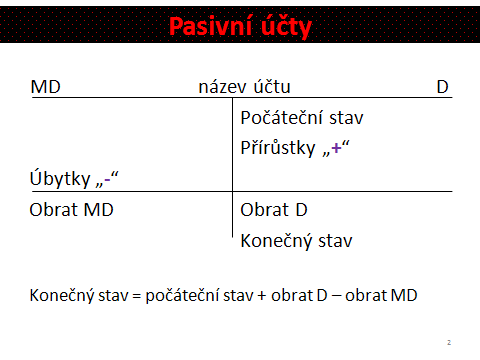 Pasivní účty
MD název účtu D
Počáteční stav
Přírůstky „+“
Úbytky „-“
Obrat MD Obrat D
Konečný stav
Konečný stav = počáteční stav + obrat D – obrat MD
2